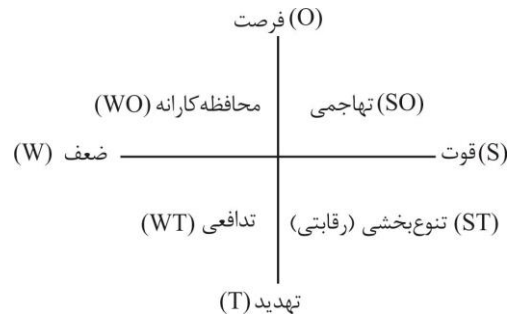 فرصت (O)
تهاجمی (SO)
محافظه‌کارانه (WO)
قوت (S)
ضعف (W)
تنوع‌بخشی (رقابتی) (ST)
تدافعی (WT)
تهدید (T)